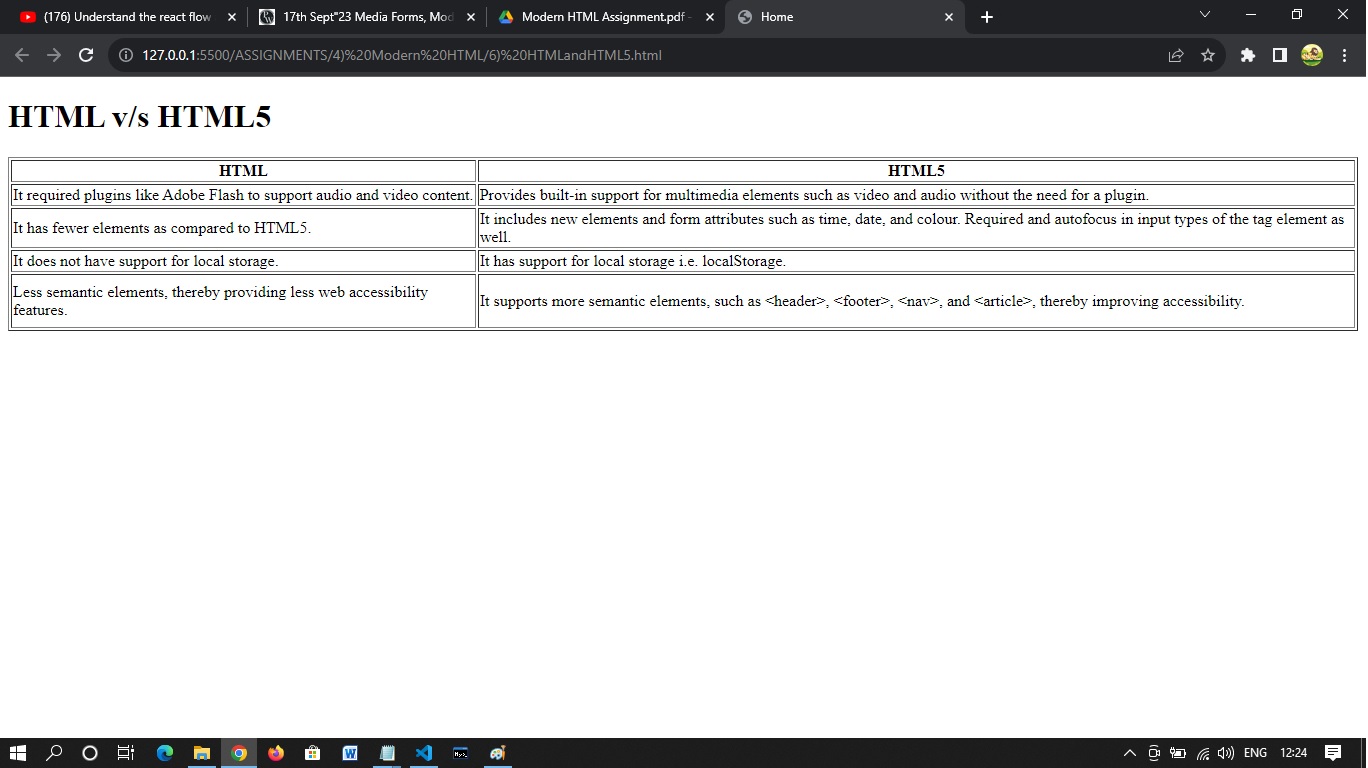 (176) Understand the react flow
17th Sept"23 Media Forms, Mod
Modern HTML Assignment.pdf -
Home
127.0.0.1:5500/ASSIGNMENTS/4)%20Modern%20HTML/6)%20HTMLandHTML5.html
HTML v/s HTML5
HTML
HTML5
It required plugins like Adobe Flash to support audio and video content.
Provides built-in support for multimedia elements such as video and audio without the need for a plugin.
It has fewer elements as compared to HTML5.
It includes new elements and form attributes such as time, date, and colour. Required and autofocus in input types of the tag element as
well.
It does not have support for local storage.
It has support for local storage i.e. localStorage.
Less semantic elements, thereby providing less web accessibility
features.
It supports more semantic elements, such as <header>, <footer>, <nav>, and <article>, thereby improving accessibility.
ENG
12:24